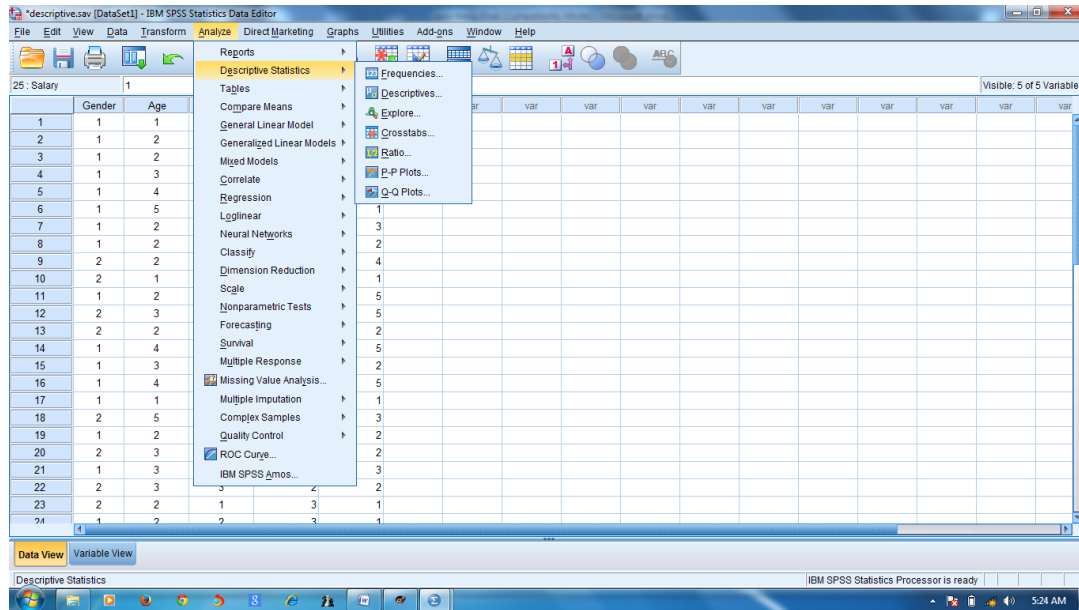 *descriptive.sav [DataSet1] - IBM SPSS Statistics Data Editor
File Edit View Data Transform Analyze Direct Marketing Graphs Utilities Add-ons Window Help
25 : Salary 1 Visible: 5 of 5 Variable
Reports
Descriptive Statistics
Tables
Compare Means
General Linear Model
Generalized Linear Models
Mixed Models
Correlate
Regression
Loglinear
Neural Networks
Classify
Dimension Reduction
Scale
Nonparametric Tests
Forecasting
Survival
Multiple Response
Missing Value Analysis...
Multiple Imputation
Complex Samples
Quality Control
ROC Curve...
IBM SPSS Amos...
Frequencies...
Descriptives...
Explore...
Crosstabs...
Ratio...
P-P Plots...
Q-Q Plots...
Gender Age var var var var var var var var var var
1 1 1
2 1 2
3 1 2
4 1 3
5 1 4
6 1 5 1
7 1 2 3
8 1 2 2
9 2 2 4
10 2 1 1
11 1 2 5
12 2 3 5
13 2 2 2
14 1 4 5
15 1 3 2
16 1 4 5
17 1 1 1
18 2 5 3
19 1 2 2
20 2 3 2
21 1 3 3
22 2 3 3 2 2
23 2 2 1 3 1
24 1 2 2 3 1
Data View Variable View
Descriptive Statistics IBM SPSS Statistics Processor is ready
5:24 AM